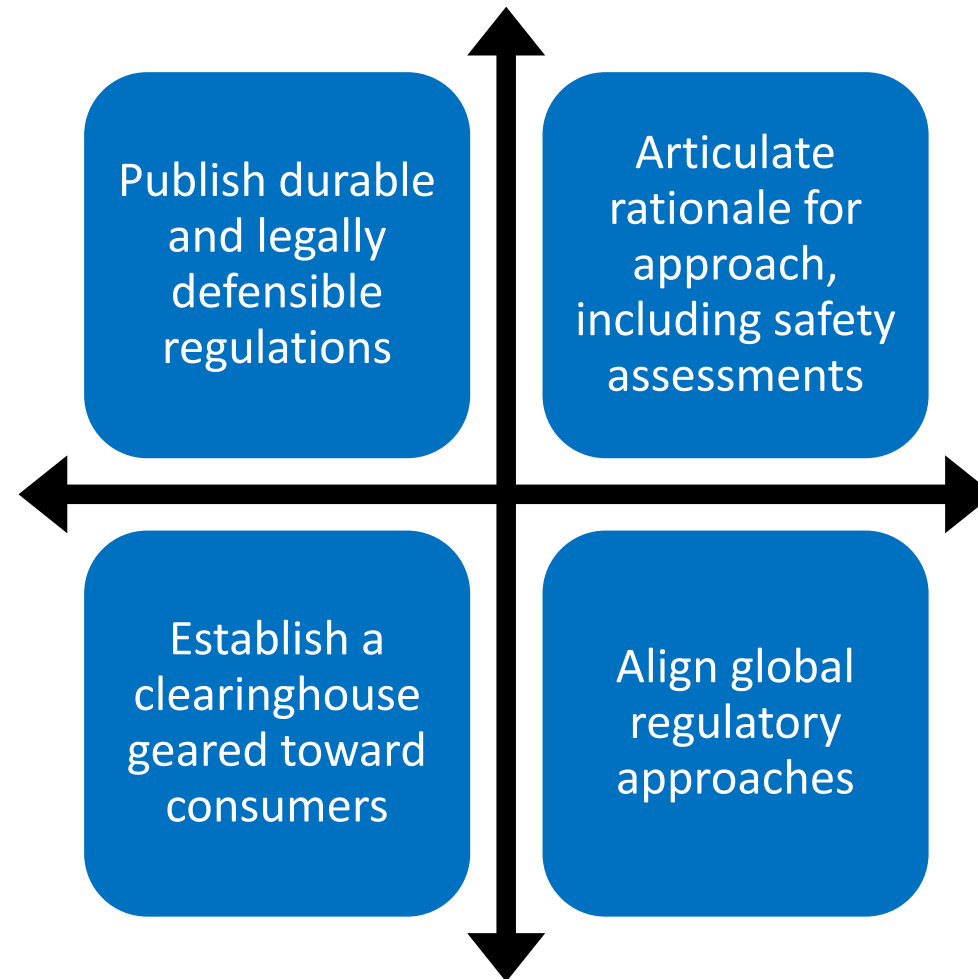 Publish durable
and legally
defensible
regulations
Articulate
rationale for
approach,
including safety
assessments
Establish a
clearinghouse
geared toward
consumers
Align global
regulatory
approaches